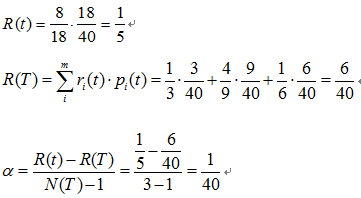 R(t) = 8/18 · 18/40 = 1/5 ↵
R(T) = ∑_i^m r_i(t) · p_i(t) = 1/3 · 3/40 + 4/9 · 9/40 + 1/6 · 6/40 = 6/40 ↵
α = (R(t) − R(T))/(N(T) − 1) = (1/5 − 6/40)/(3 − 1) = 1/40 ↵